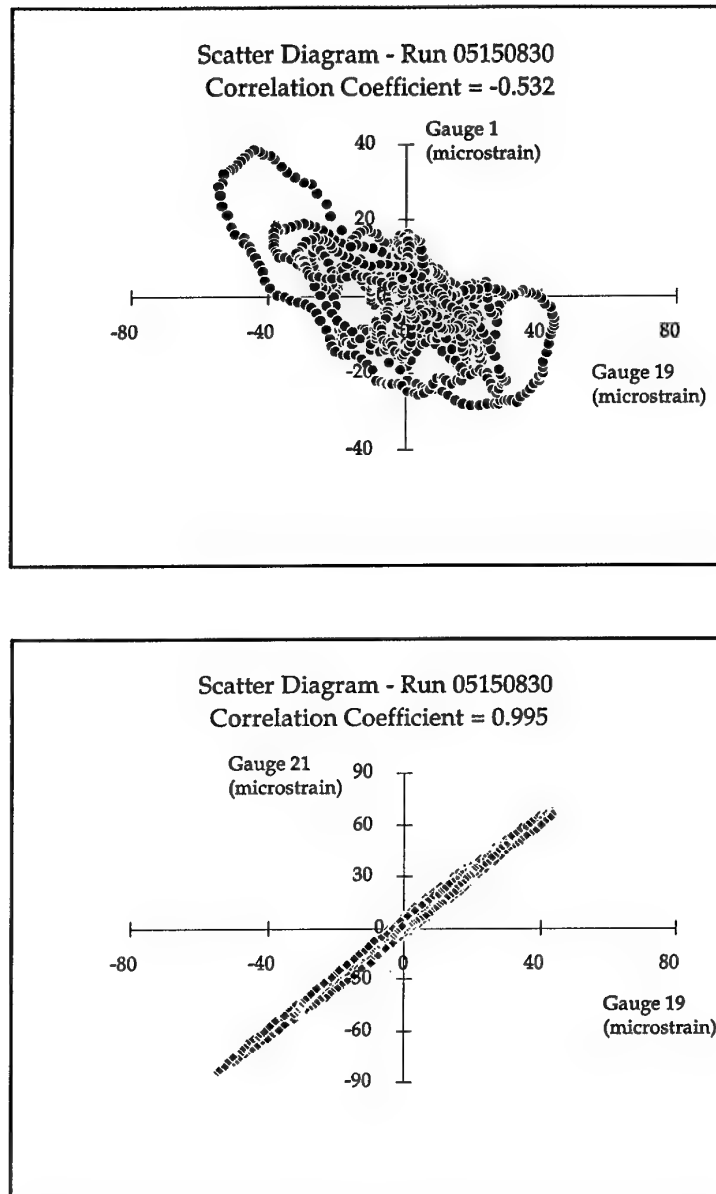 Scatter Diagram - Run 05150830
Correlation Coefficient = -0.532
Gauge 1
(microstrain)
40
20
-80
-40
0
40
80
-20
Gauge 19
(microstrain)
-40
Scatter Diagram - Run 05150830
Correlation Coefficient = 0.995
Gauge 21
(microstrain)
90
60
30
0
-80
-40
0
40
80
-30
Gauge 19
(microstrain)
-60
-90